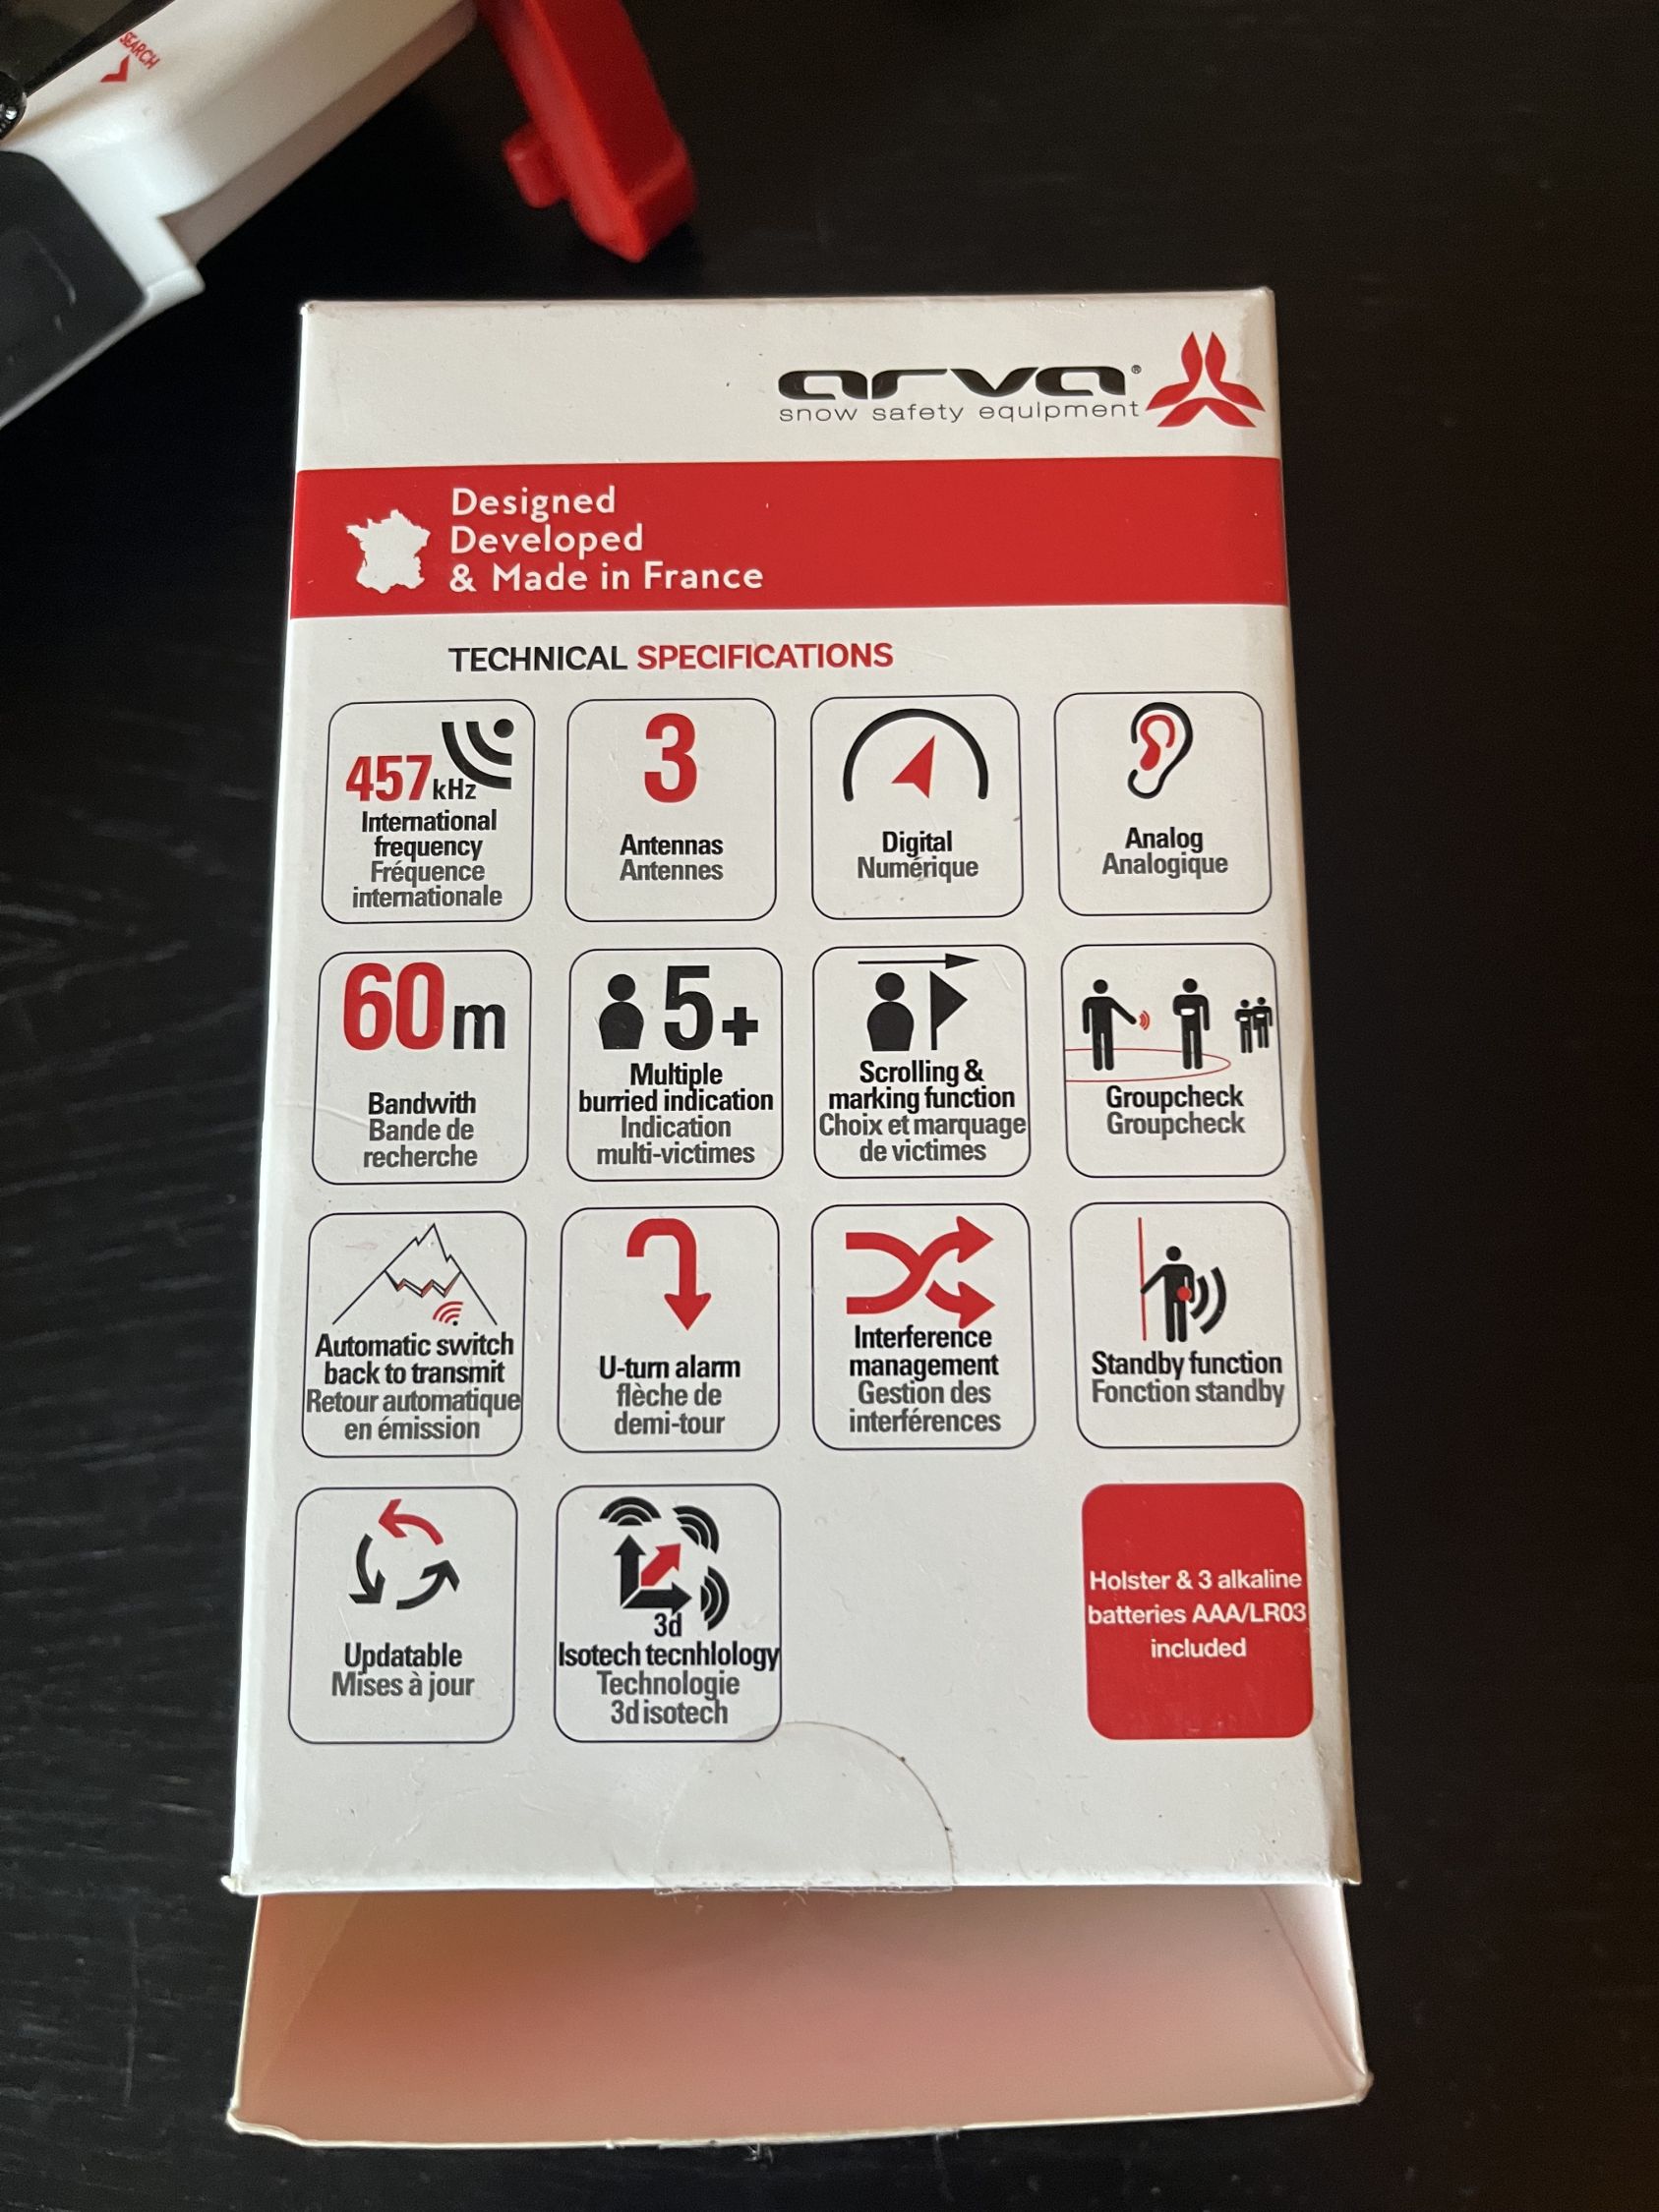 SEARCH
arva®
snow safety equipment
Designed
Developed
& Made in France
TECHNICAL SPECIFICATIONS
457kHz
International
frequency
Fréquence
internationale
3
Antennas
Antennes
Digital
Numérique
Analog
Analogique
60m
Bandwith
Bande de
recherche
5+
Multiple
burried indication
Indication
multi-victimes
Scrolling &
marking function
Choix et marquage
de victimes
Groupcheck
Groupcheck
Automatic switch
back to transmit
Retour automatique
en émission
U-turn alarm
flèche de
demi-tour
Interference
management
Gestion des
interférences
Standby function
Fonction standby
Updatable
Mises à jour
3d
Isotech tecnhlology
Technologie
3d isotech
Holster & 3 alkaline
batteries AAA/LR03
included